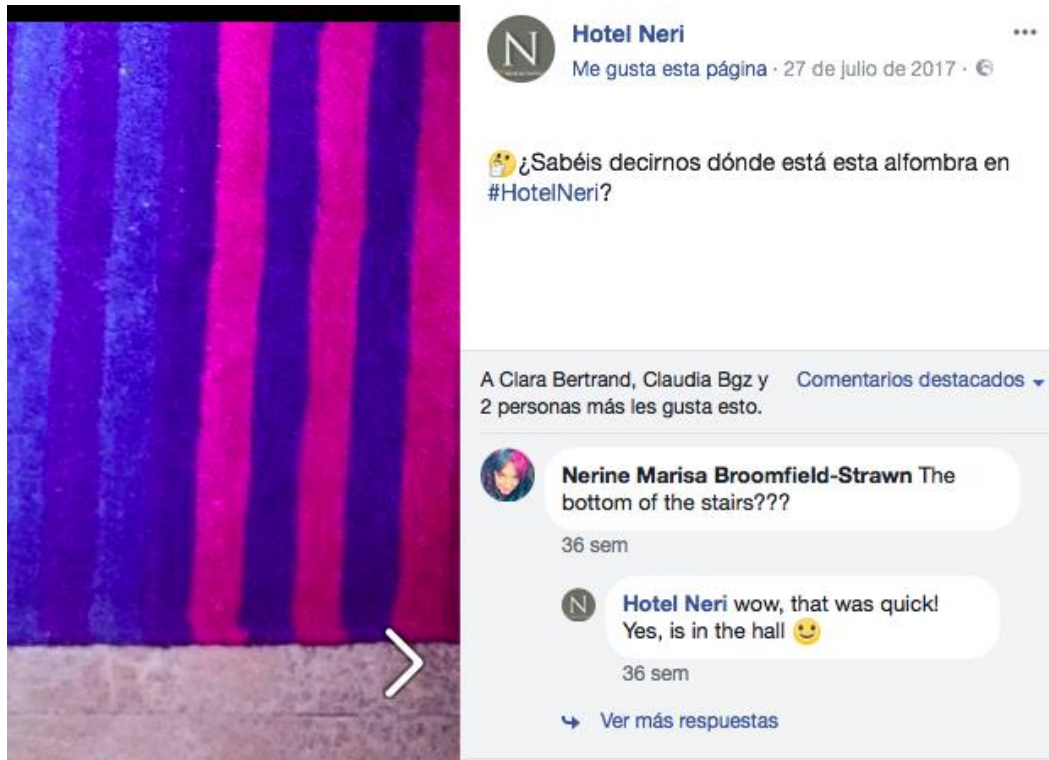 N
Hotel Neri
Me gusta esta página · 27 de julio de 2017 ·
¿Sabéis decirnos dónde está esta alfombra en
#HotelNeri?
A Clara Bertrand, Claudia Bgz y
2 personas más les gusta esto.
Comentarios destacados
Nerine Marisa Broomfield-Strawn The
bottom of the stairs???
36 sem
N
Hotel Neri wow, that was quick!
Yes, is in the hall
36 sem
Ver más respuestas